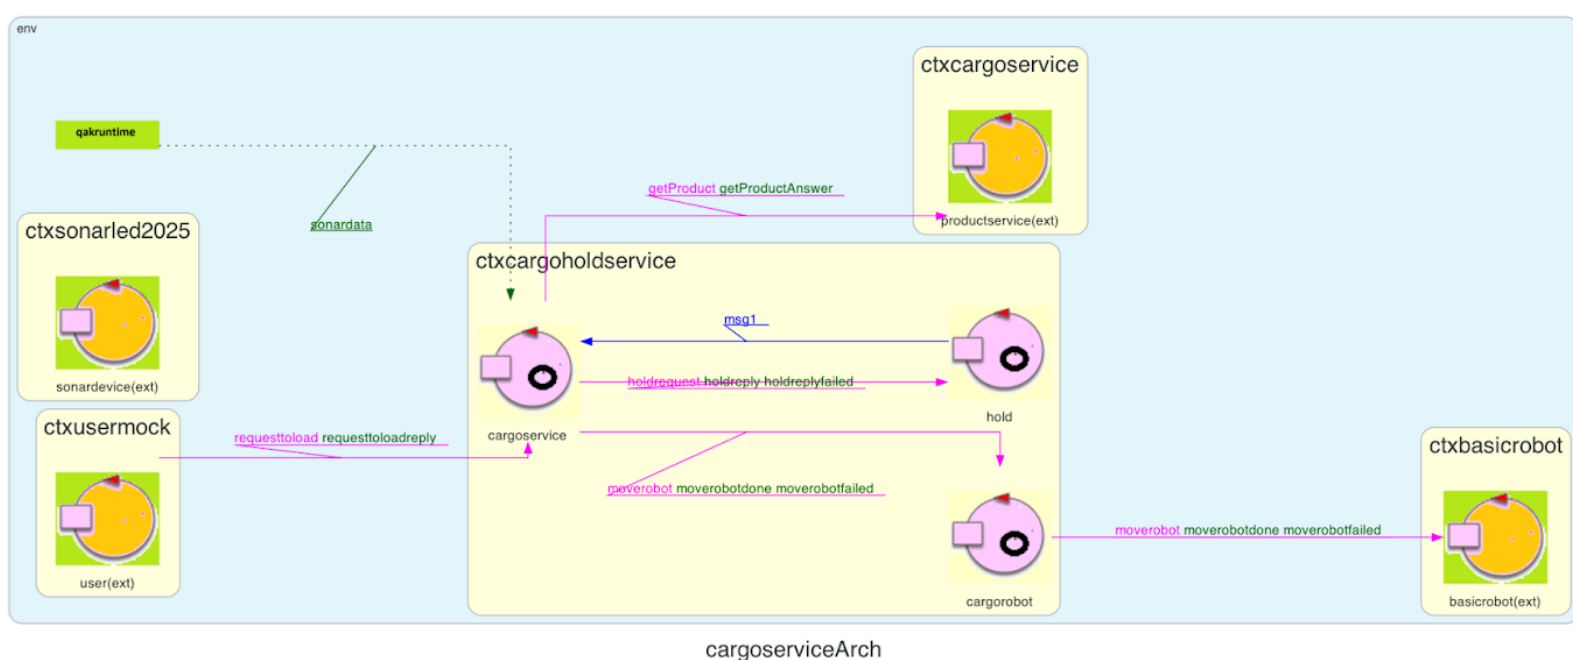 env
ctxcargoservice
qakruntime
getProduct getProductAnswer
productservice(ext)
sonardata
ctxsonarled2025
ctxcargoholdservice
msg1
sonardevice(ext)
holdrequest holdreply holdreplyfailed
hold
ctxusermock
cargoservice
requesttoload requesttoloadreply
ctxbasicrobot
moverobot moverobotdone moverobotfailed
moverobot moverobotdone moverobotfailed
user(ext)
cargorobot
basicrobot(ext)
cargoserviceArch